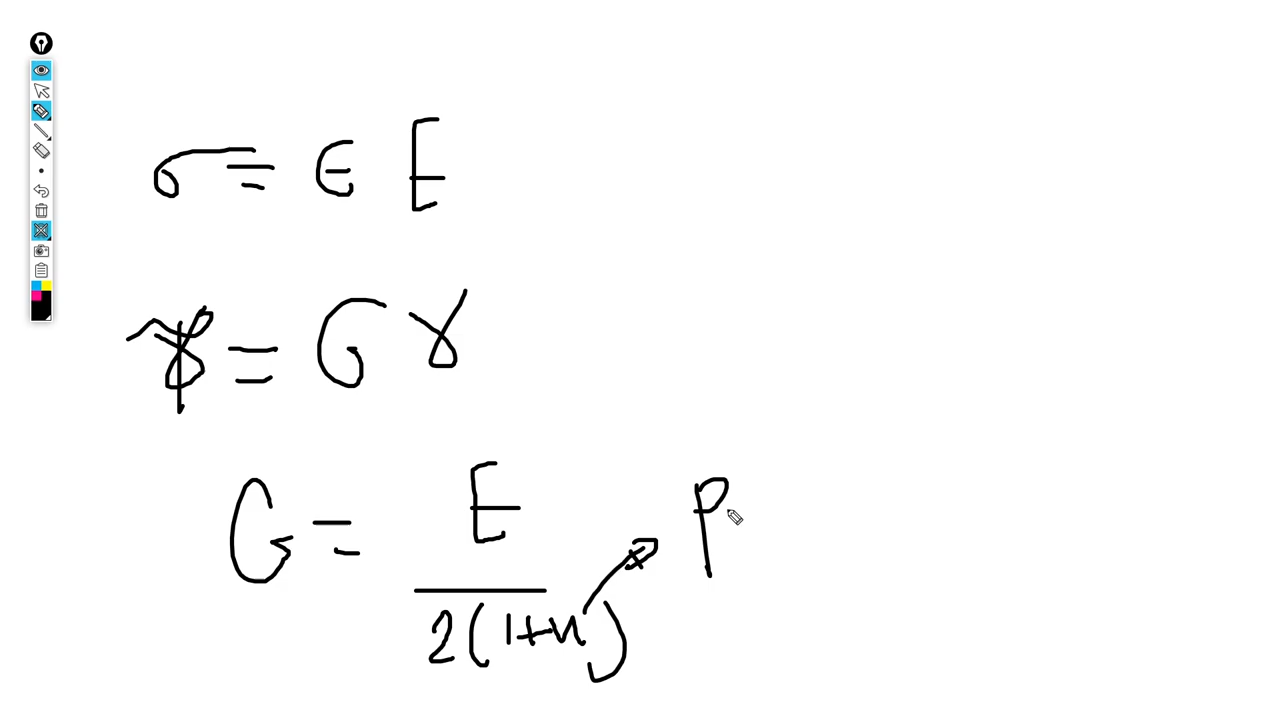 σ = ϵ E
= G γ
G = E / 2(1+ν) → P